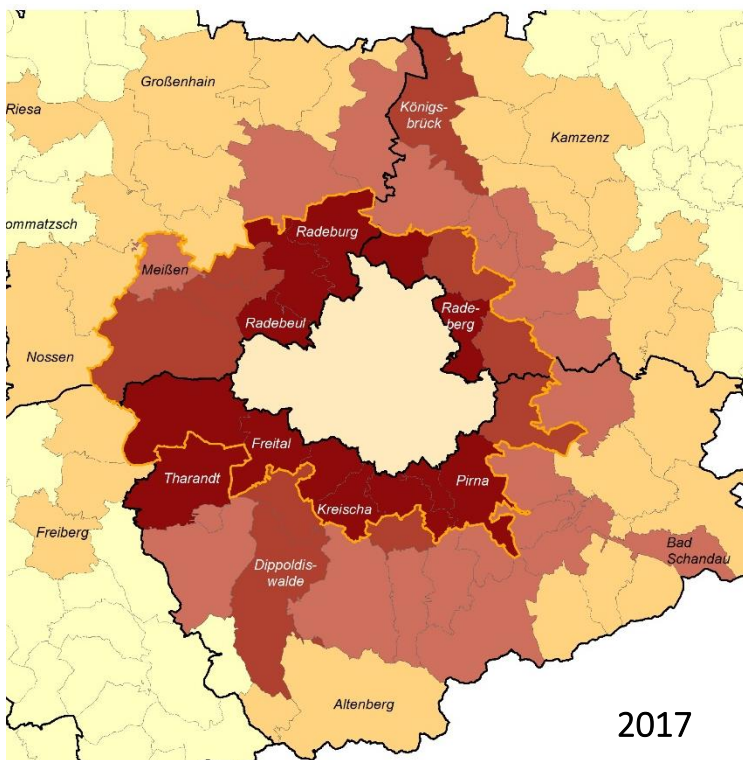 Großenhain
Riesa
Königs-
brück
Kamzenz
ommatzsch
Radeburg
Meißen
Rade-
berg
Radebeul
Nossen
Freital
Tharandt
Pirna
Kreischa
Freiberg
Bad
Schandau
Dippoldis-
walde
Altenberg
2017